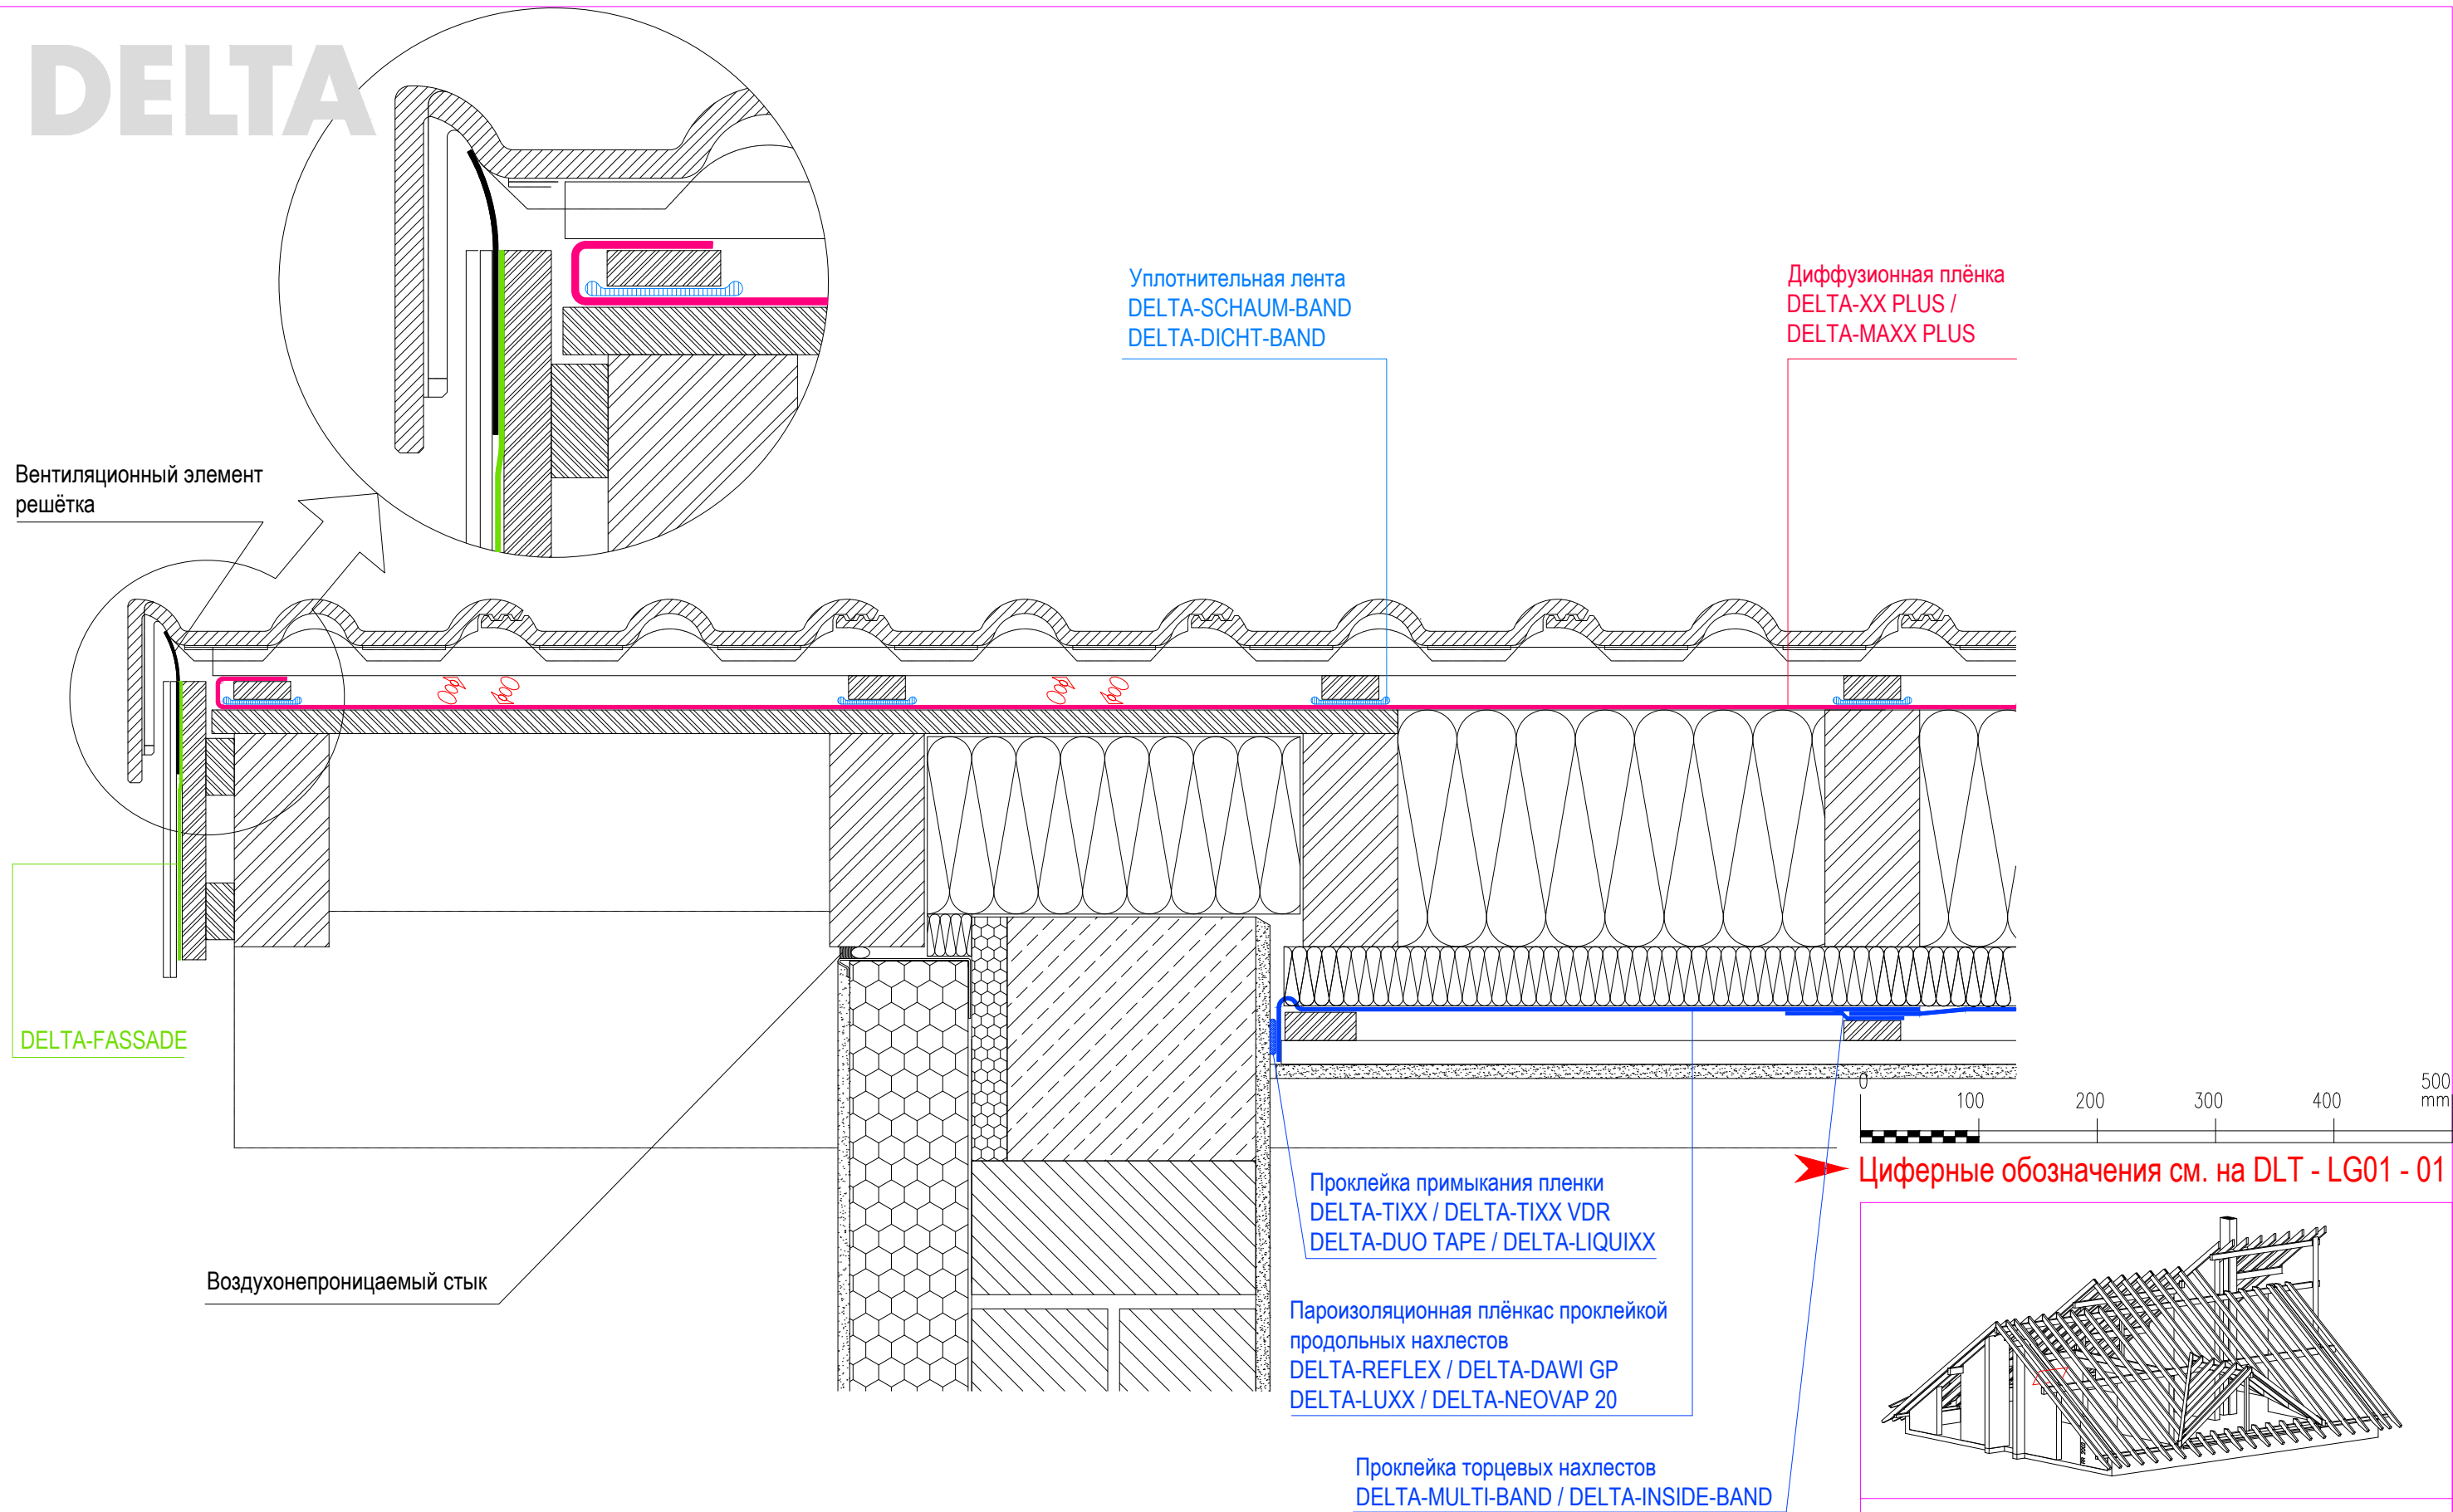 DELTA
Уплотнительная лента
DELTA-SCHAUM-BAND
DELTA-DICHT-BAND
Диффузионная плёнка
DELTA-XX PLUS /
DELTA-MAXX PLUS
Вентиляционный элемент
решётка
DELTA-FASSADE
0
100
200
300
400
500
mm
Циферные обозначения см. на DLT - LG01 - 01
Проклейка примыкания пленки
DELTA-TIXX / DELTA-TIXX VDR
DELTA-DUO TAPE / DELTA-LIQUIXX
Воздухонепроницаемый стык
Пароизоляционная плёнкас проклейкой
продольных нахлестов
DELTA-REFLEX / DELTA-DAWI GP
DELTA-LUXX / DELTA-NEOVAP 20
Проклейка торцевых нахлестов
DELTA-MULTI-BAND / DELTA-INSIDE-BAND